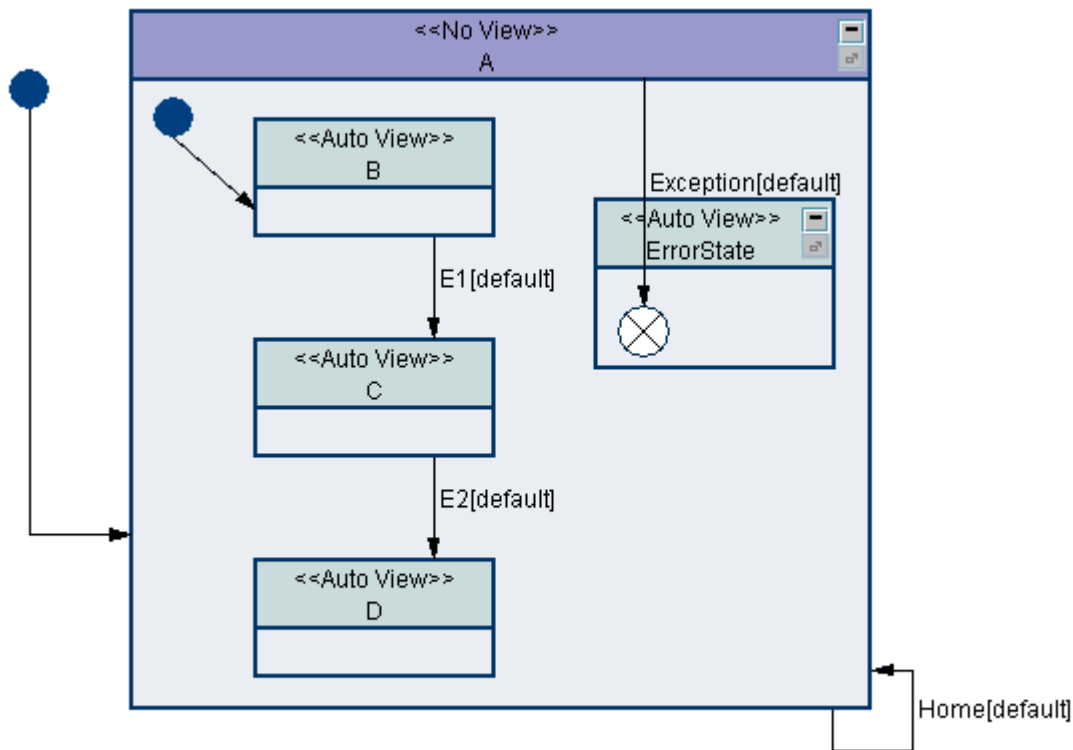 <<No View>>
A
<<Auto View>>
B
Exception[default]
<<Auto View>>
ErrorState
E1[default]
<<Auto View>>
C
E2[default]
<<Auto View>>
D
Home[default]